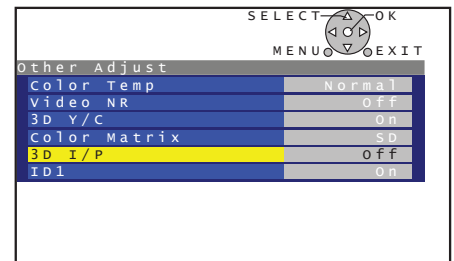 SELECT OK
MENU EXIT
Other Adjust
Color Temp Normal
Video NR Off
3D Y/C On
Color Matrix SD
3D I/P Off
ID1 On